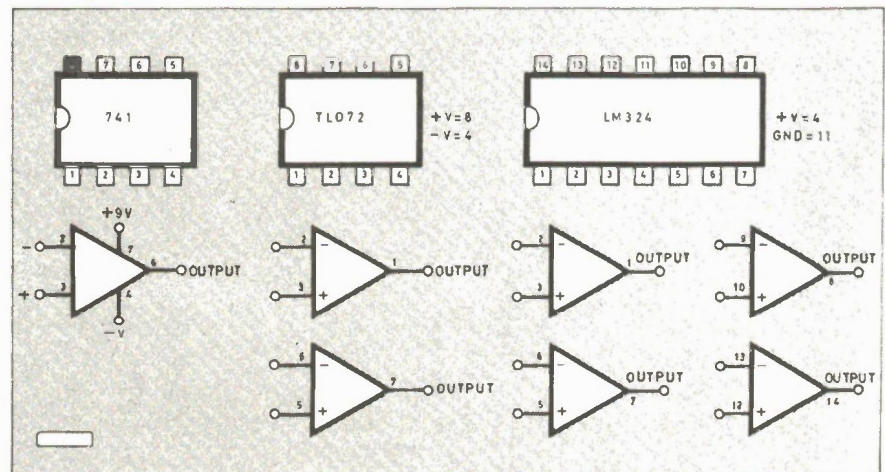 7 6 5
741
1 2 3 4
8 7 6 5
TL072
1 2 3 4
+V=8
-V=4
14 13 12 11 10 9 8
LM324
1 2 3 4 5 6 7
+V=4
GND=11
+9V
- 2 7
6 OUTPUT
+ 3 4
-V
2 -
1 OUTPUT
3 +
2 -
1 OUTPUT
3 +
9 -
8 OUTPUT
10 +
6 -
7 OUTPUT
5 +
6 -
7 OUTPUT
5 +
13 -
14 OUTPUT
12 +